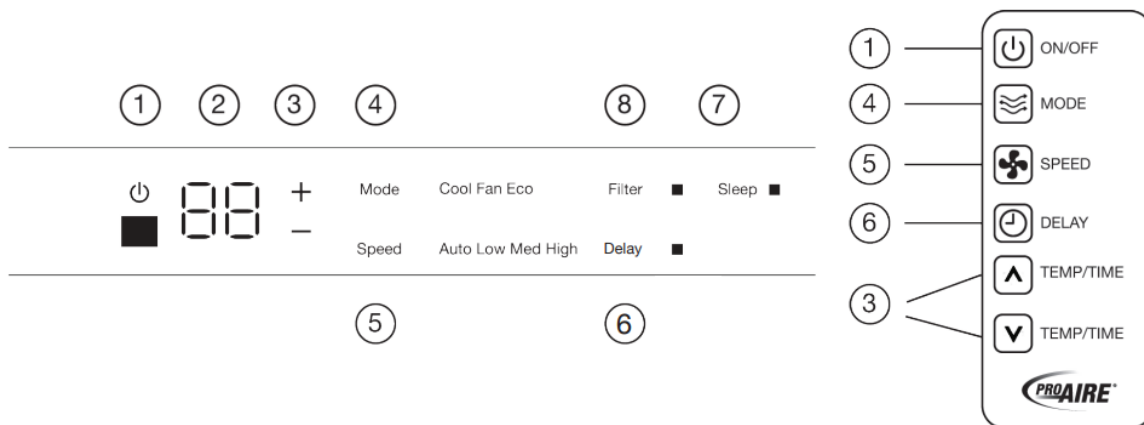 ① ② ③ ④ ⑧ ⑦
88 + Mode Cool Fan Eco Filter Sleep
− Speed Auto Low Med High Delay
⑤ ⑥
① ON/OFF
④ MODE
⑤ SPEED
⑥ DELAY
③ TEMP/TIME
TEMP/TIME
PROAIRE